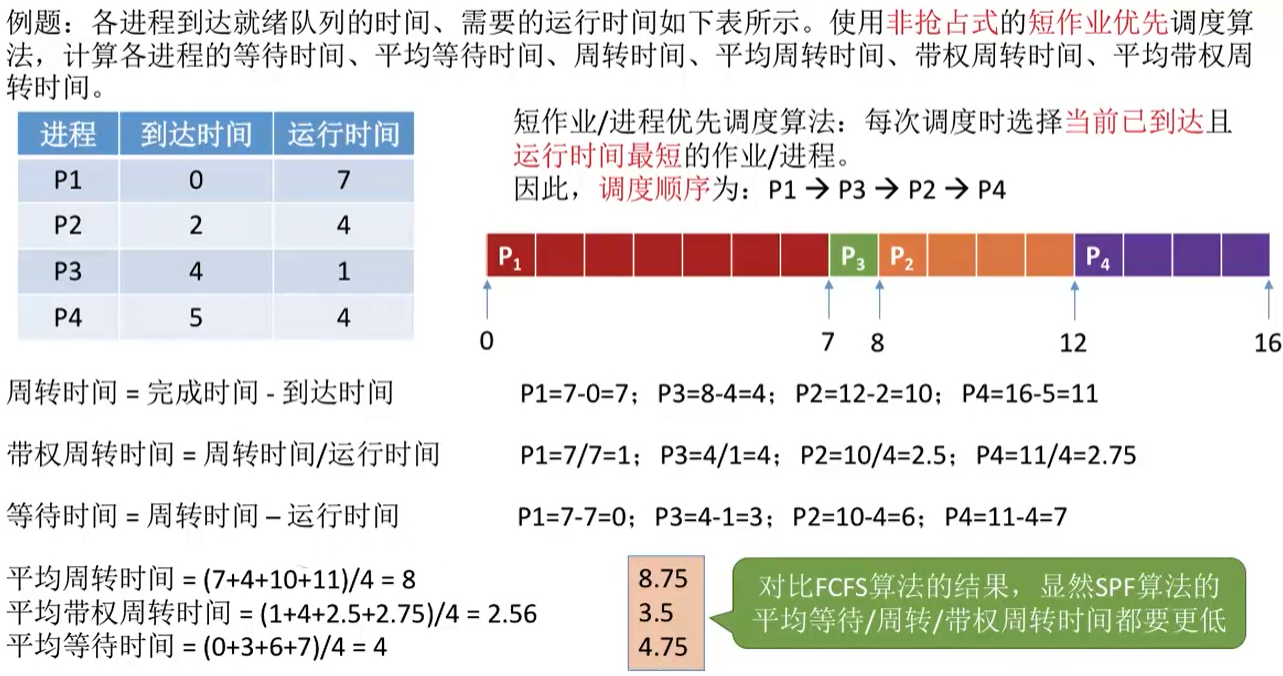 例题：各进程到达就绪队列的时间、需要的运行时间如下表所示。使用非抢占式的短作业优先调度算
法，计算各进程的等待时间、平均等待时间、周转时间、平均周转时间、带权周转时间、平均带权周
转时间。
进程 到达时间 运行时间
P1 0 7
P2 2 4
P3 4 1
P4 5 4
短作业/进程优先调度算法：每次调度时选择当前已到达且
运行时间最短的作业/进程。
因此，调度顺序为：P1 → P3 → P2 → P4
P1 P3 P2 P4
0 7 8 12 16
周转时间 = 完成时间 - 到达时间 P1=7-0=7；P3=8-4=4；P2=12-2=10；P4=16-5=11
带权周转时间 = 周转时间/运行时间 P1=7/7=1；P3=4/1=4；P2=10/4=2.5；P4=11/4=2.75
等待时间 = 周转时间 – 运行时间 P1=7-7=0；P3=4-1=3；P2=10-4=6；P4=11-4=7
平均周转时间 = (7+4+10+11)/4 = 8
平均带权周转时间 = (1+4+2.5+2.75)/4 = 2.56
平均等待时间 = (0+3+6+7)/4 = 4
8.75
3.5
4.75
对比FCFS算法的结果，显然SPF算法的
平均等待/周转/带权周转时间都要更低